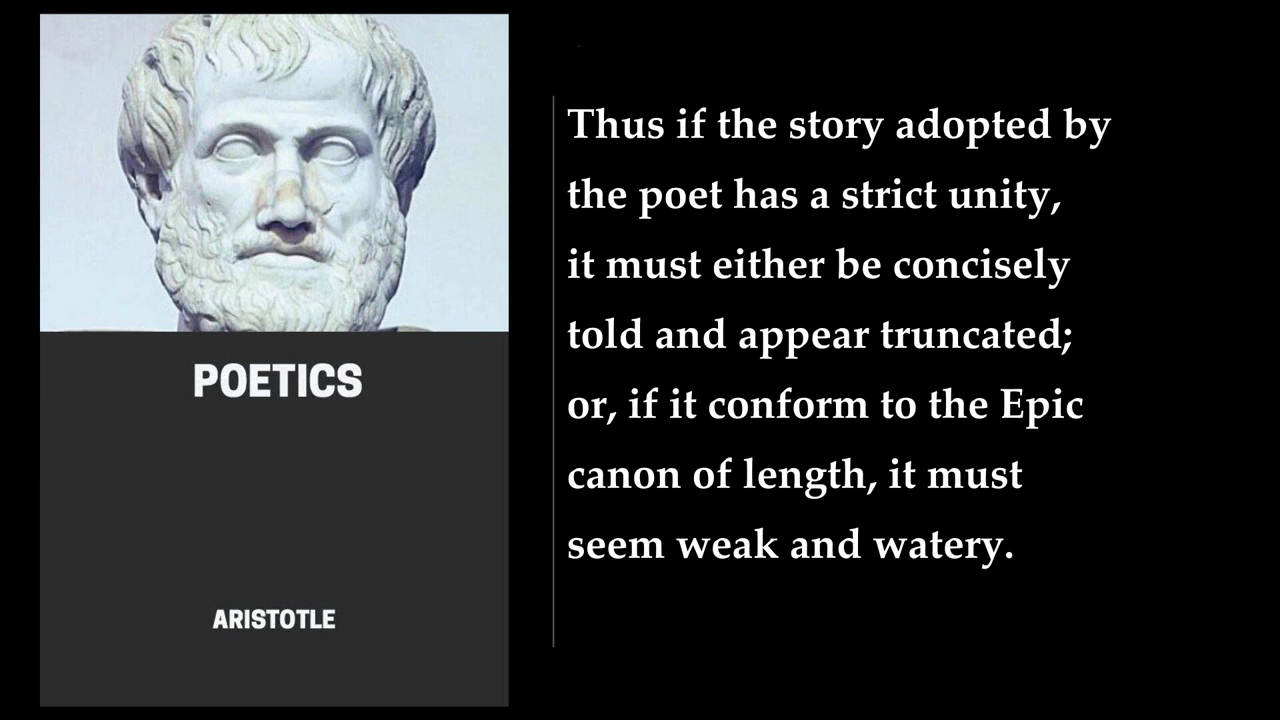 POETICS
ARISTOTLE
Thus if the story adopted by
the poet has a strict unity,
it must either be concisely
told and appear truncated;
or, if it conform to the Epic
canon of length, it must
seem weak and watery.